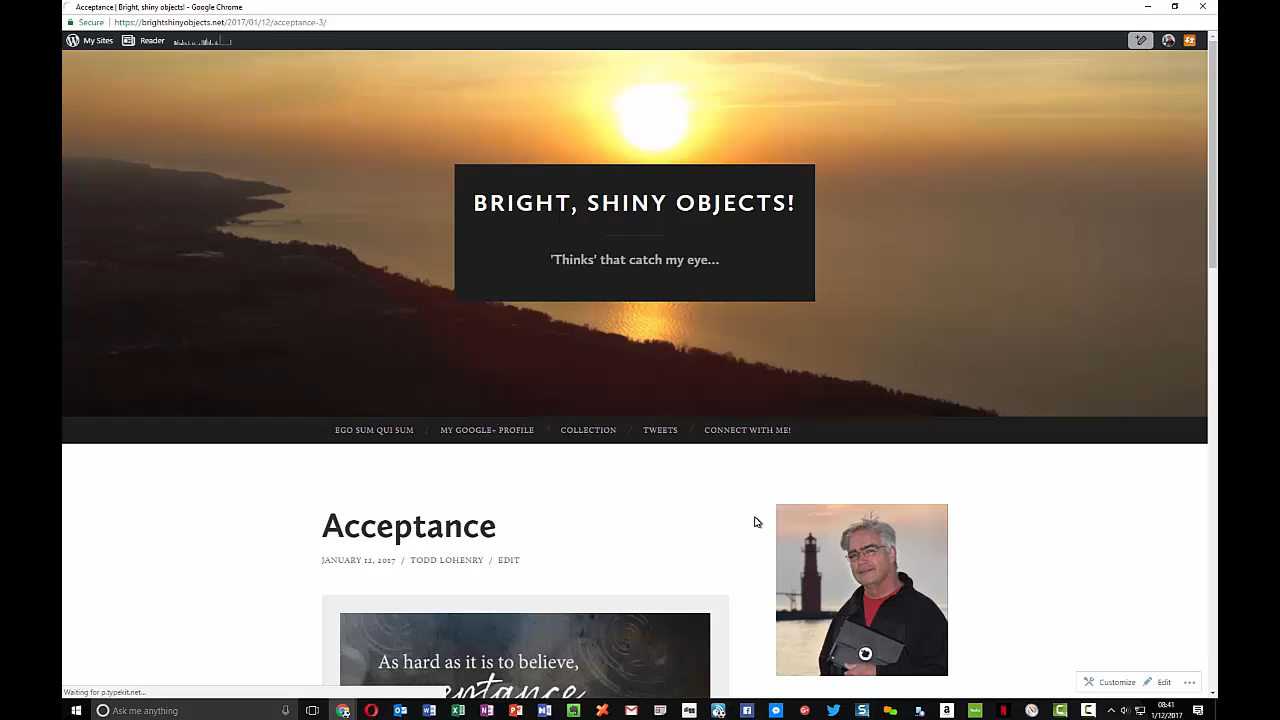 Acceptance | Bright, shiny objects! - Google Chrome
Secure https://brightshinyobjects.net/2017/01/12/acceptance-3/
My Sites Reader
BRIGHT, SHINY OBJECTS!
'Thinks' that catch my eye...
EGO SUM QUI SUM / MY GOOGLE+ PROFILE / COLLECTION / TWEETS / CONNECT WITH ME!
Acceptance
JANUARY 12, 2017 / TODD LOHENRY / EDIT
As hard as it is to believe,
Customize Edit
Waiting for p.typekit.net...
Ask me anything
08:41
1/12/2017